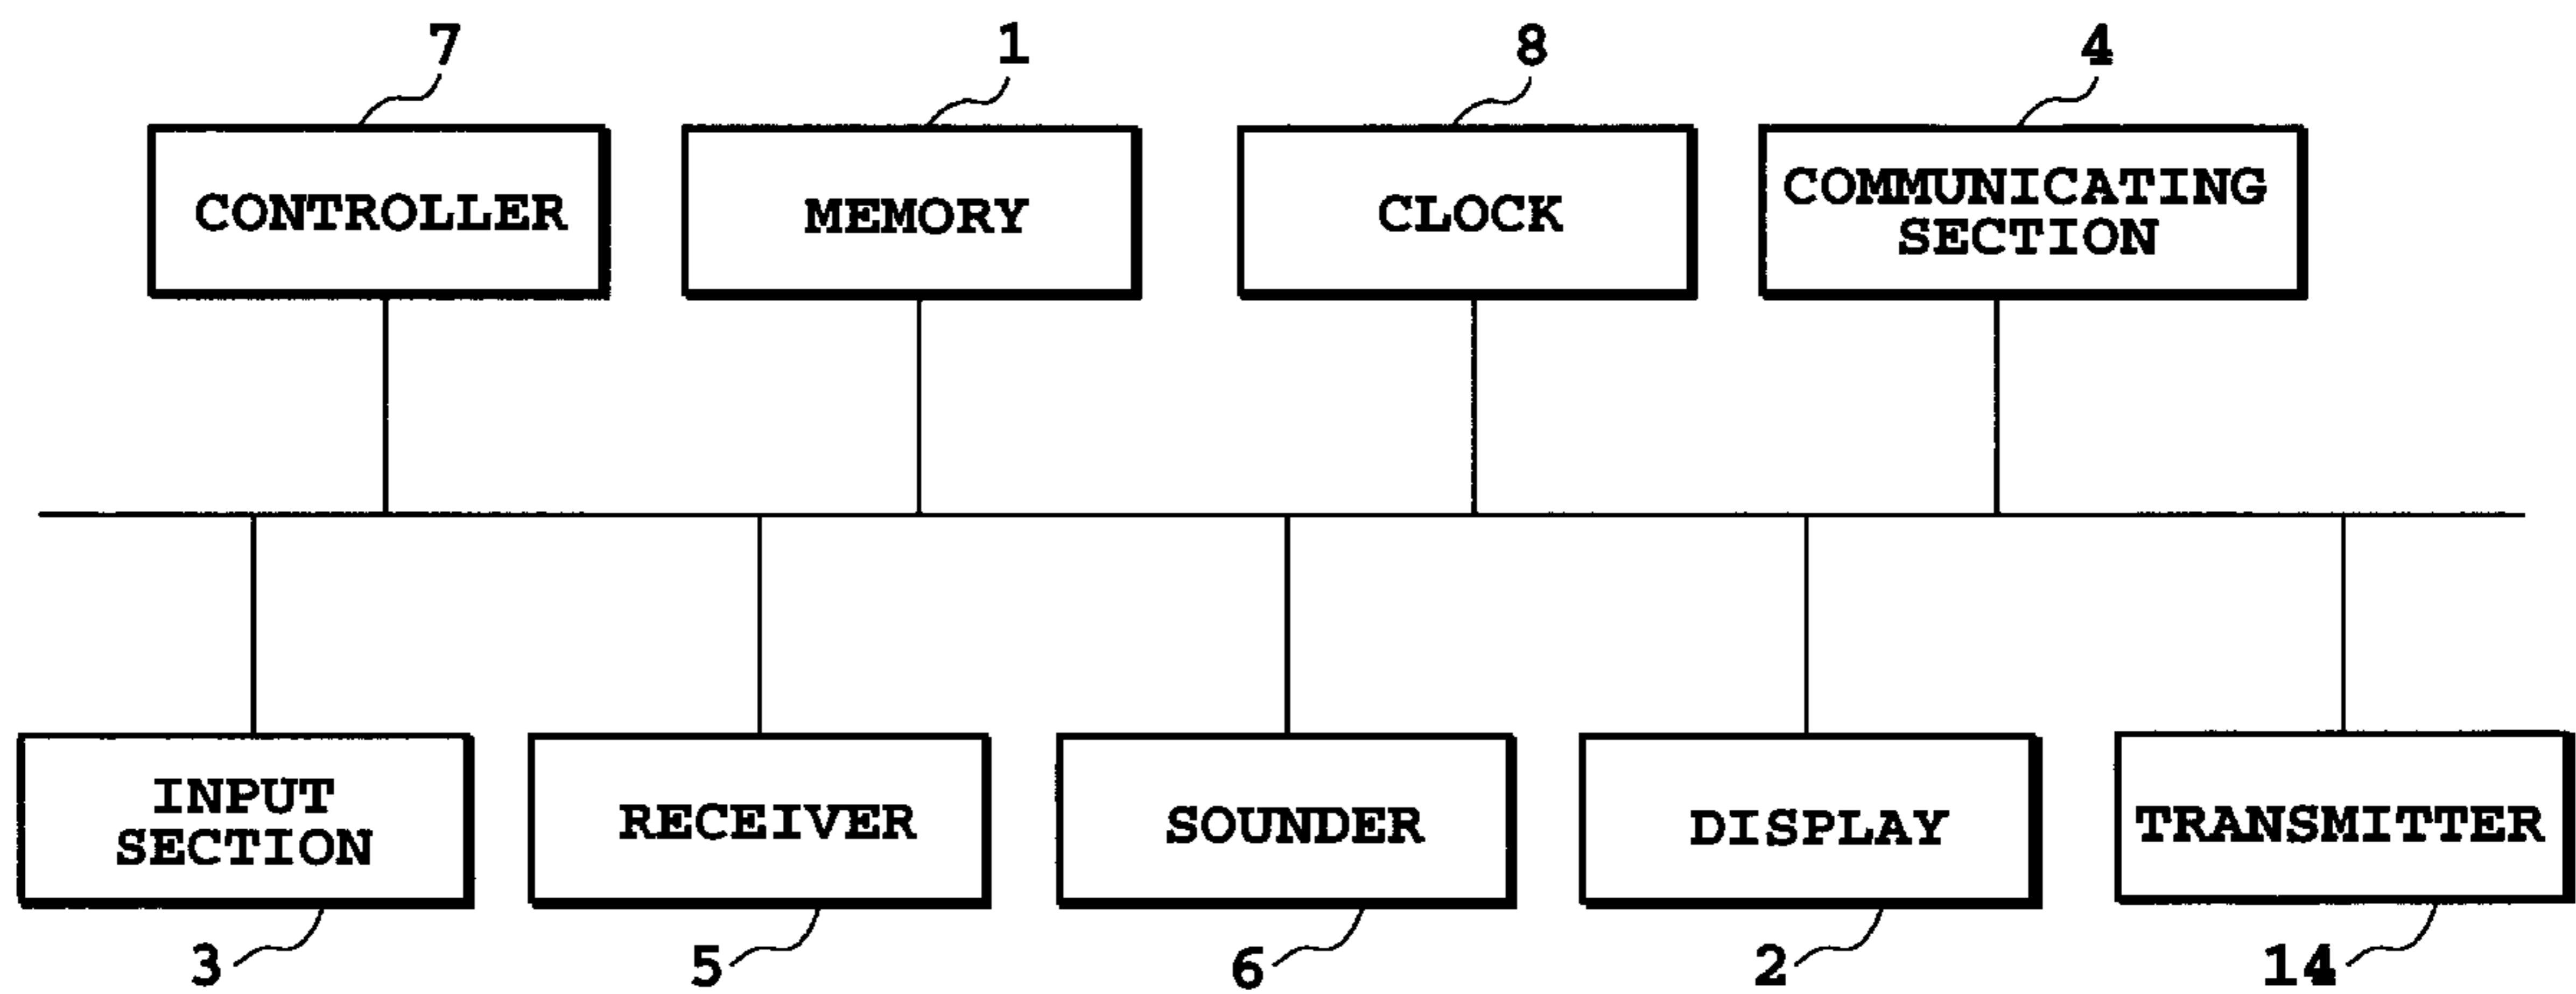 7
1
8
4
CONTROLLER
MEMORY
CLOCK
COMMUNICATING
SECTION
INPUT
SECTION
RECEIVER
SOUNDER
DISPLAY
TRANSMITTER
3
5
6
2
14